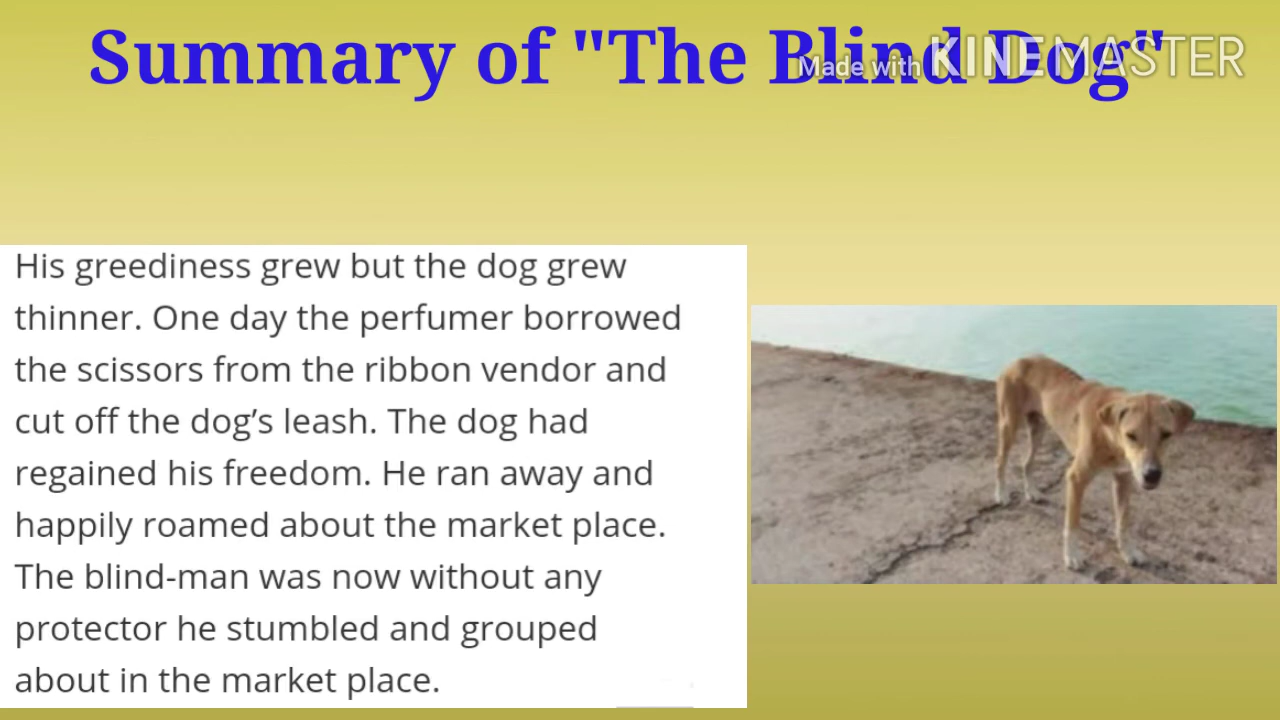 Summary of "The Blind Dog"
Made with KINEMASTER
His greediness grew but the dog grew
thinner. One day the perfumer borrowed
the scissors from the ribbon vendor and
cut off the dog’s leash. The dog had
regained his freedom. He ran away and
happily roamed about the market place.
The blind-man was now without any
protector he stumbled and grouped
about in the market place.